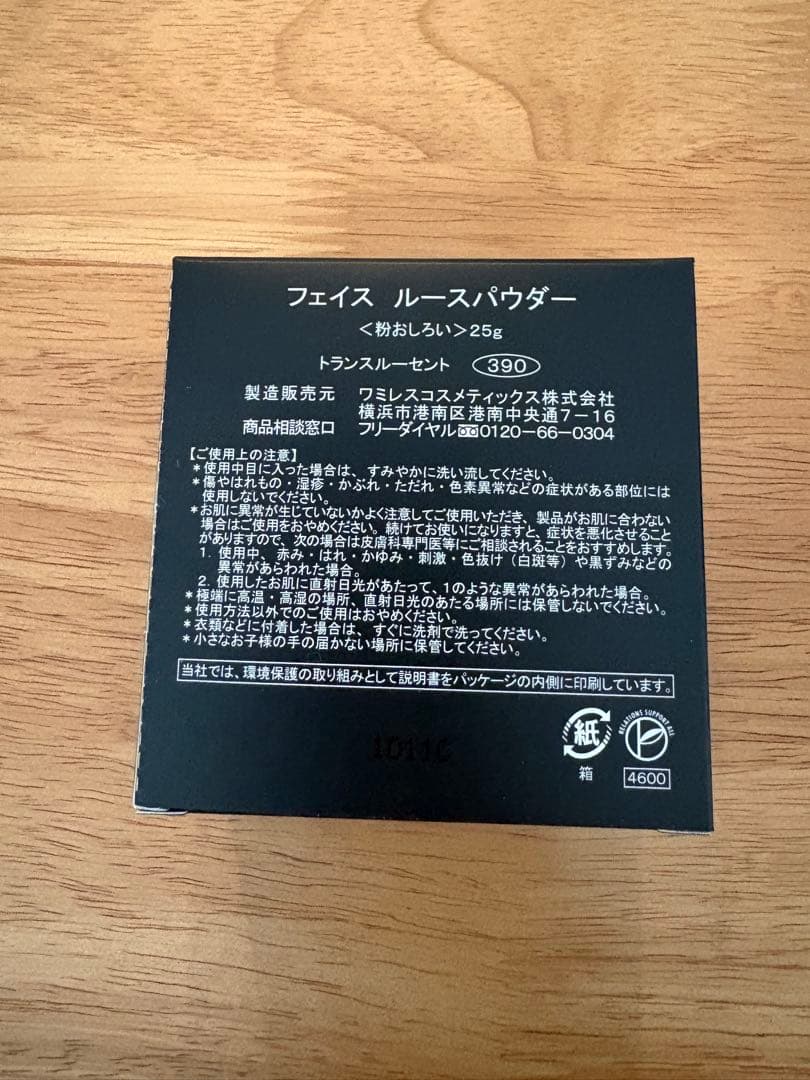 フェイス ルースパウダー
<粉おしろい>25g
トランスルーセント 390
製造販売元 ワミレスコスメティックス株式会社
横浜市港南区港南中央通7-16
商品相談窓口 フリーダイヤル 0120-66-0304
【ご使用上の注意】
*使用中目に入った場合は、すみやかに洗い流してください。
*傷やはれもの・湿疹・かぶれ・ただれ・色素異常などの症状がある部位には
使用しないでください。
*お肌に異常が生じていないかよく注意してご使用いただき、製品がお肌に合わない
場合はご使用をおやめください。続けてお使いになりますと、症状を悪化させること
がありますので、次の場合は皮膚科専門医等にご相談されることをおすすめします。
1. 使用中、赤み・はれ・かゆみ・刺激・色抜け(白斑等)や黒ずみなどの
異常があらわれた場合。
2. 使用したお肌に直射日光があたって、1のような異常があらわれた場合。
*極端に高温・高湿の場所、直射日光のあたる場所には保管しないでください。
*使用方法以外でのご使用はおやめください。
*衣類などに付着した場合は、すぐに洗剤で洗ってください。
*小さなお子様の手の届かない場所に保管してください。
当社では、環境保護の取り組みとして説明書をパッケージの内側に印刷しています。
紙
箱
RELATIONS SUPPORT ALL
4600